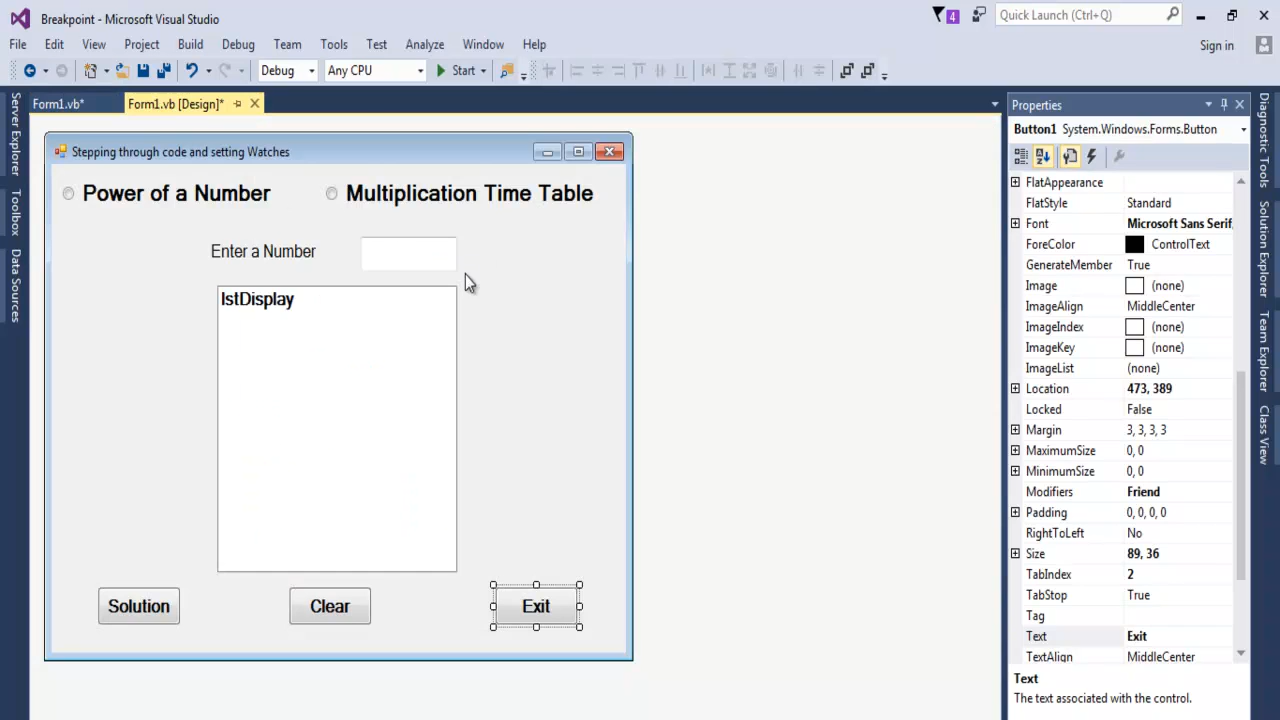 Breakpoint - Microsoft Visual Studio
4
Quick Launch (Ctrl+Q)
File Edit View Project Build Debug Team Tools Test Analyze Window Help
Sign in
Debug Any CPU Start
Server Explorer
Toolbox
Data Sources
Form1.vb* Form1.vb [Design]*
Stepping through code and setting Watches
Power of a Number Multiplication Time Table
Enter a Number
lstDisplay
Solution Clear Exit
Properties
Button1 System.Windows.Forms.Button
FlatAppearance
FlatStyle Standard
Font Microsoft Sans Serif,
ForeColor ControlText
GenerateMember True
Image (none)
ImageAlign MiddleCenter
ImageIndex (none)
ImageKey (none)
ImageList (none)
Location 473, 389
Locked False
Margin 3, 3, 3, 3
MaximumSize 0, 0
MinimumSize 0, 0
Modifiers Friend
Padding 0, 0, 0, 0
RightToLeft No
Size 89, 36
TabIndex 2
TabStop True
Tag
Text Exit
TextAlign MiddleCenter
Text
The text associated with the control.
Diagnostic Tools
Solution Explorer
Team Explorer
Class View